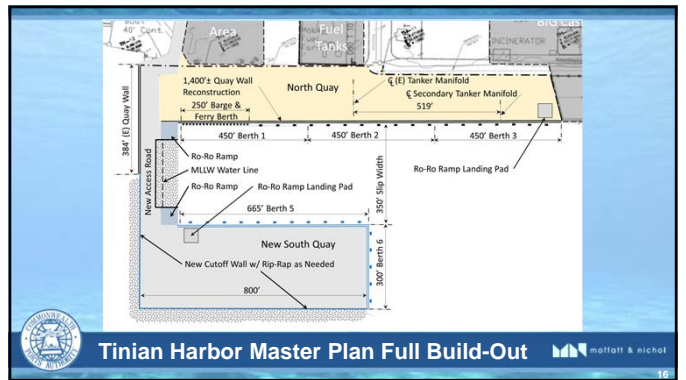 40' Cont.
Area
Fuel
Tanks
INCINERATOR
1,400'± Quay Wall
Reconstruction
250' Barge &
Ferry Berth
North Quay
℄ (E) Tanker Manifold
℄ Secondary Tanker Manifold
519'
384' (E) Quay Wall
450' Berth 1
450' Berth 2
450' Berth 3
New Access Road
Ro-Ro Ramp
MLLW Water Line
Ro-Ro Ramp
Ro-Ro Ramp Landing Pad
Ro-Ro Ramp Landing Pad
350' Slip Width
665' Berth 5
New South Quay
300' Berth 6
New Cutoff Wall w/ Rip-Rap as Needed
800'
COMMONWEALTH
PORTS AUTHORITY
Tinian Harbor Master Plan Full Build-Out
moffatt & nichol
16